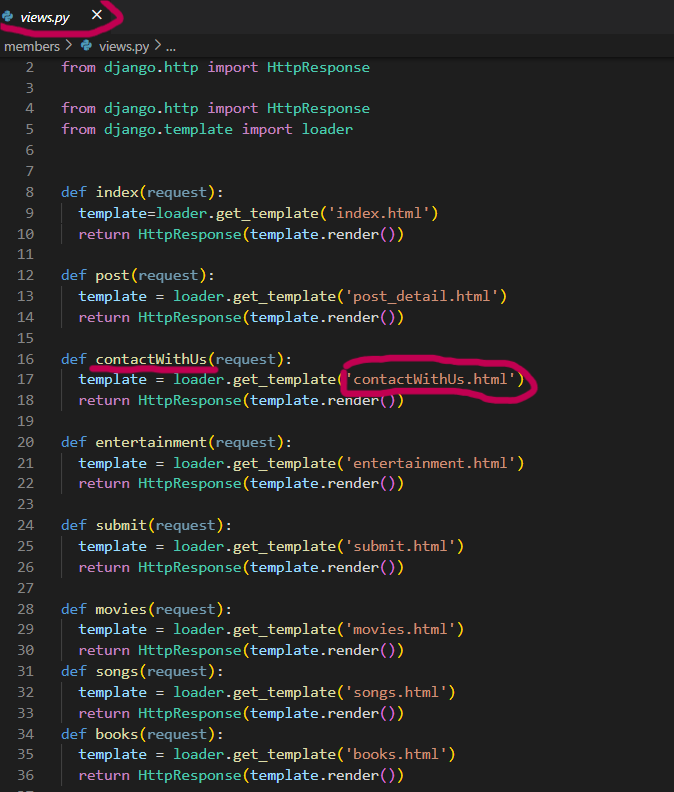 views.py ×
members > views.py > ...
2 from django.http import HttpResponse
3
4 from django.http import HttpResponse
5 from django.template import loader
6
7
8 def index(request):
9 template=loader.get_template('index.html')
10 return HttpResponse(template.render())
11
12 def post(request):
13 template = loader.get_template('post_detail.html')
14 return HttpResponse(template.render())
15
16 def contactWithUs(request):
17 template = loader.get_template('contactWithUs.html')
18 return HttpResponse(template.render())
19
20 def entertainment(request):
21 template = loader.get_template('entertainment.html')
22 return HttpResponse(template.render())
23
24 def submit(request):
25 template = loader.get_template('submit.html')
26 return HttpResponse(template.render())
27
28 def movies(request):
29 template = loader.get_template('movies.html')
30 return HttpResponse(template.render())
31 def songs(request):
32 template = loader.get_template('songs.html')
33 return HttpResponse(template.render())
34 def books(request):
35 template = loader.get_template('books.html')
36 return HttpResponse(template.render())